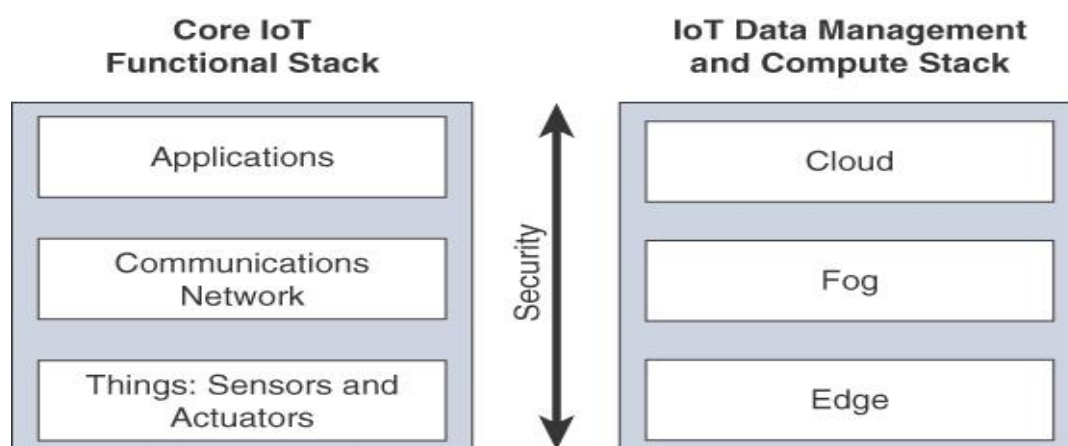 Core IoT
Functional Stack
Applications
Communications
Network
Things: Sensors and
Actuators
Security
IoT Data Management
and Compute Stack
Cloud
Fog
Edge